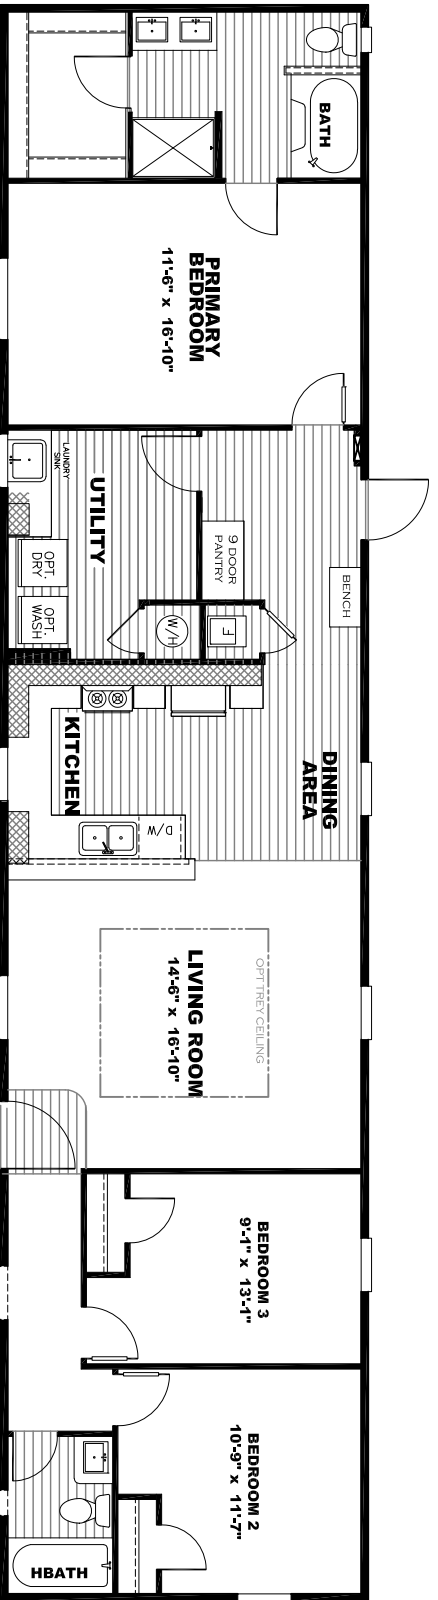 BATH
PRIMARY
BEDROOM
11'-6" x 16'-10"
LAUNDRY
SINK
UTILITY
9 DOOR
PANTRY
OPT.
DRY
OPT.
WASH
BENCH
W/H
F
KITCHEN
DINING
AREA
D/W
LIVING ROOM
14'-6" x 16'-10"
OPT TREY CEILING
BEDROOM 3
9'-1" x 13'-1"
BEDROOM 2
10'-9" x 11'-7"
HBATH